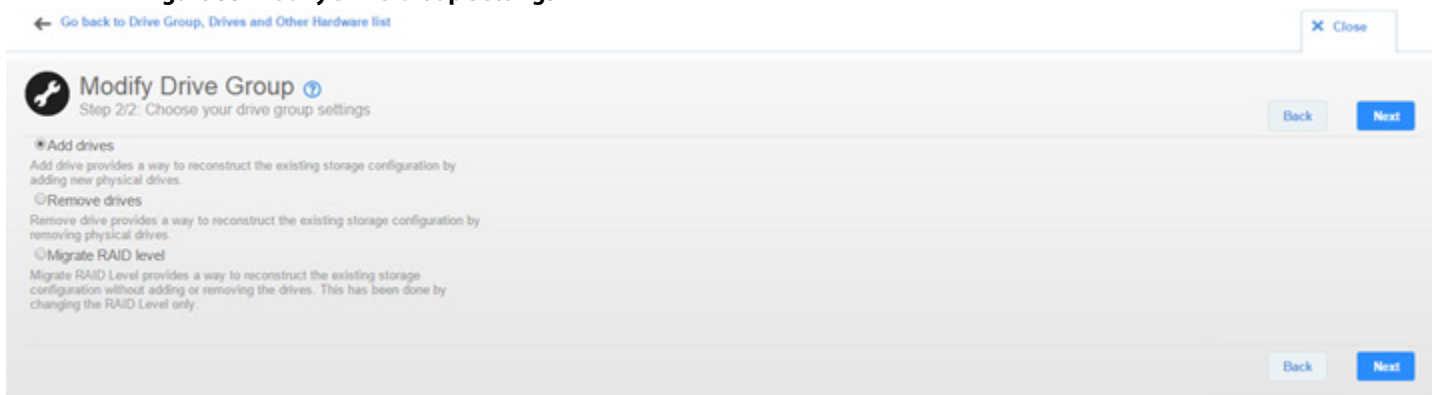 ← Go back to Drive Group, Drives and Other Hardware list
X Close
Modify Drive Group ?
Step 2/2: Choose your drive group settings
Back Next
Add drives
Add drive provides a way to reconstruct the existing storage configuration by
adding new physical drives.
Remove drives
Remove drive provides a way to reconstruct the existing storage configuration by
removing physical drives.
Migrate RAID level
Migrate RAID Level provides a way to reconstruct the existing storage
configuration without adding or removing the drives. This has been done by
changing the RAID Level only.
Back Next